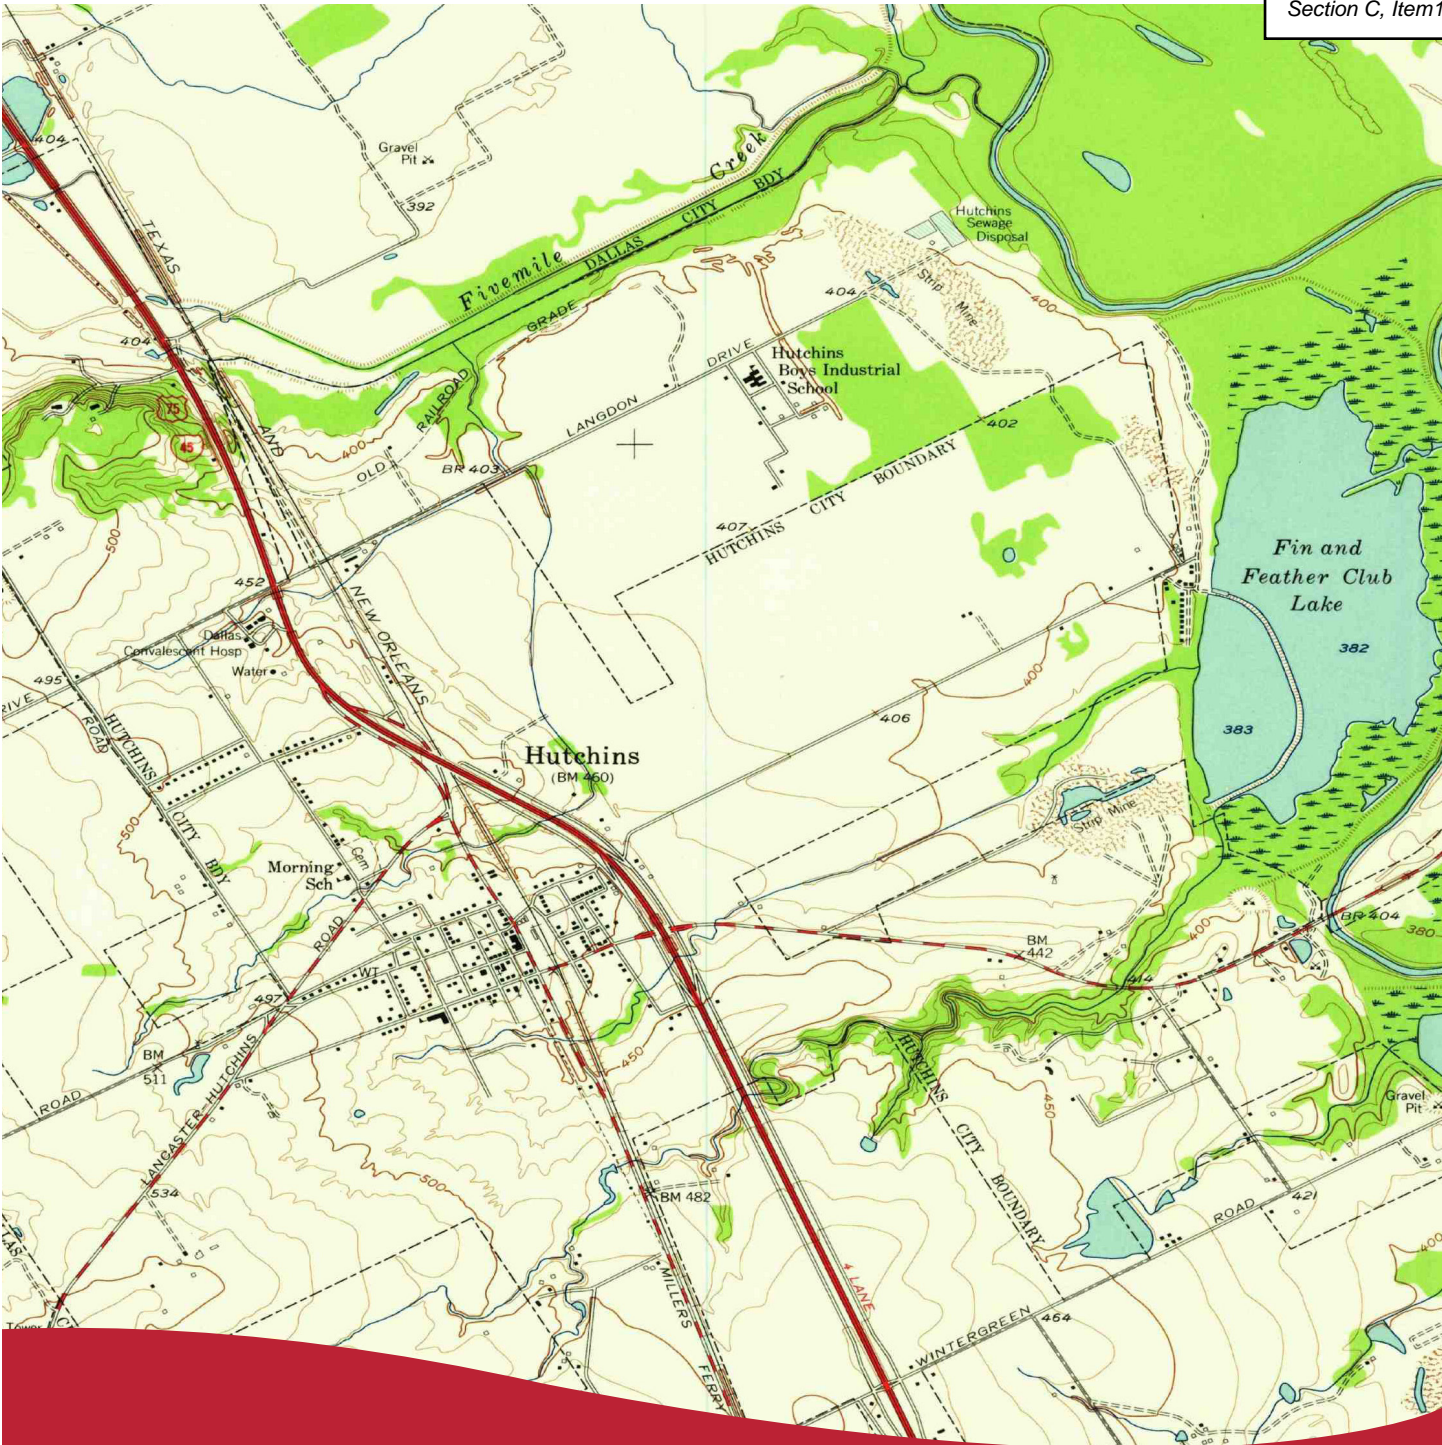 Section C, Item1
404
Gravel
Pit
Creek
BDY
392
CITY
Hutchins
Sewage
Disposal
TEXAS
DALLAS
Fivemile
Strip Mine
404
400
GRADE
404
DRIVE
Hutchins
Boys Industrial
School
RAILROAD
75
LANGDON
402
45
AND
400
OLD
BR 403
BOUNDARY
CITY
407
HUTCHINS
500
Fin and
Feather Club
Lake
452
NEW ORLEANS
Dallas
Convalescent Hosp
Water
382
495
400
DRIVE
ROAD
HUTCHINS
406
383
Hutchins
(BM 460)
500
CITY
Strip Mine
BDY
Morning
Sch
Cem
ROAD
BR 404
400
380
BM
442
WT
414
497
450
HUTCHINS
BM
511
LANCASTER-HUTCHINS
ROAD
450
Gravel
Pit
CITY
500
534
BM 482
BOUNDARY
421
ROAD
400
MILLERS
4 LANE
464
WINTERGREEN
Tower
FERRY